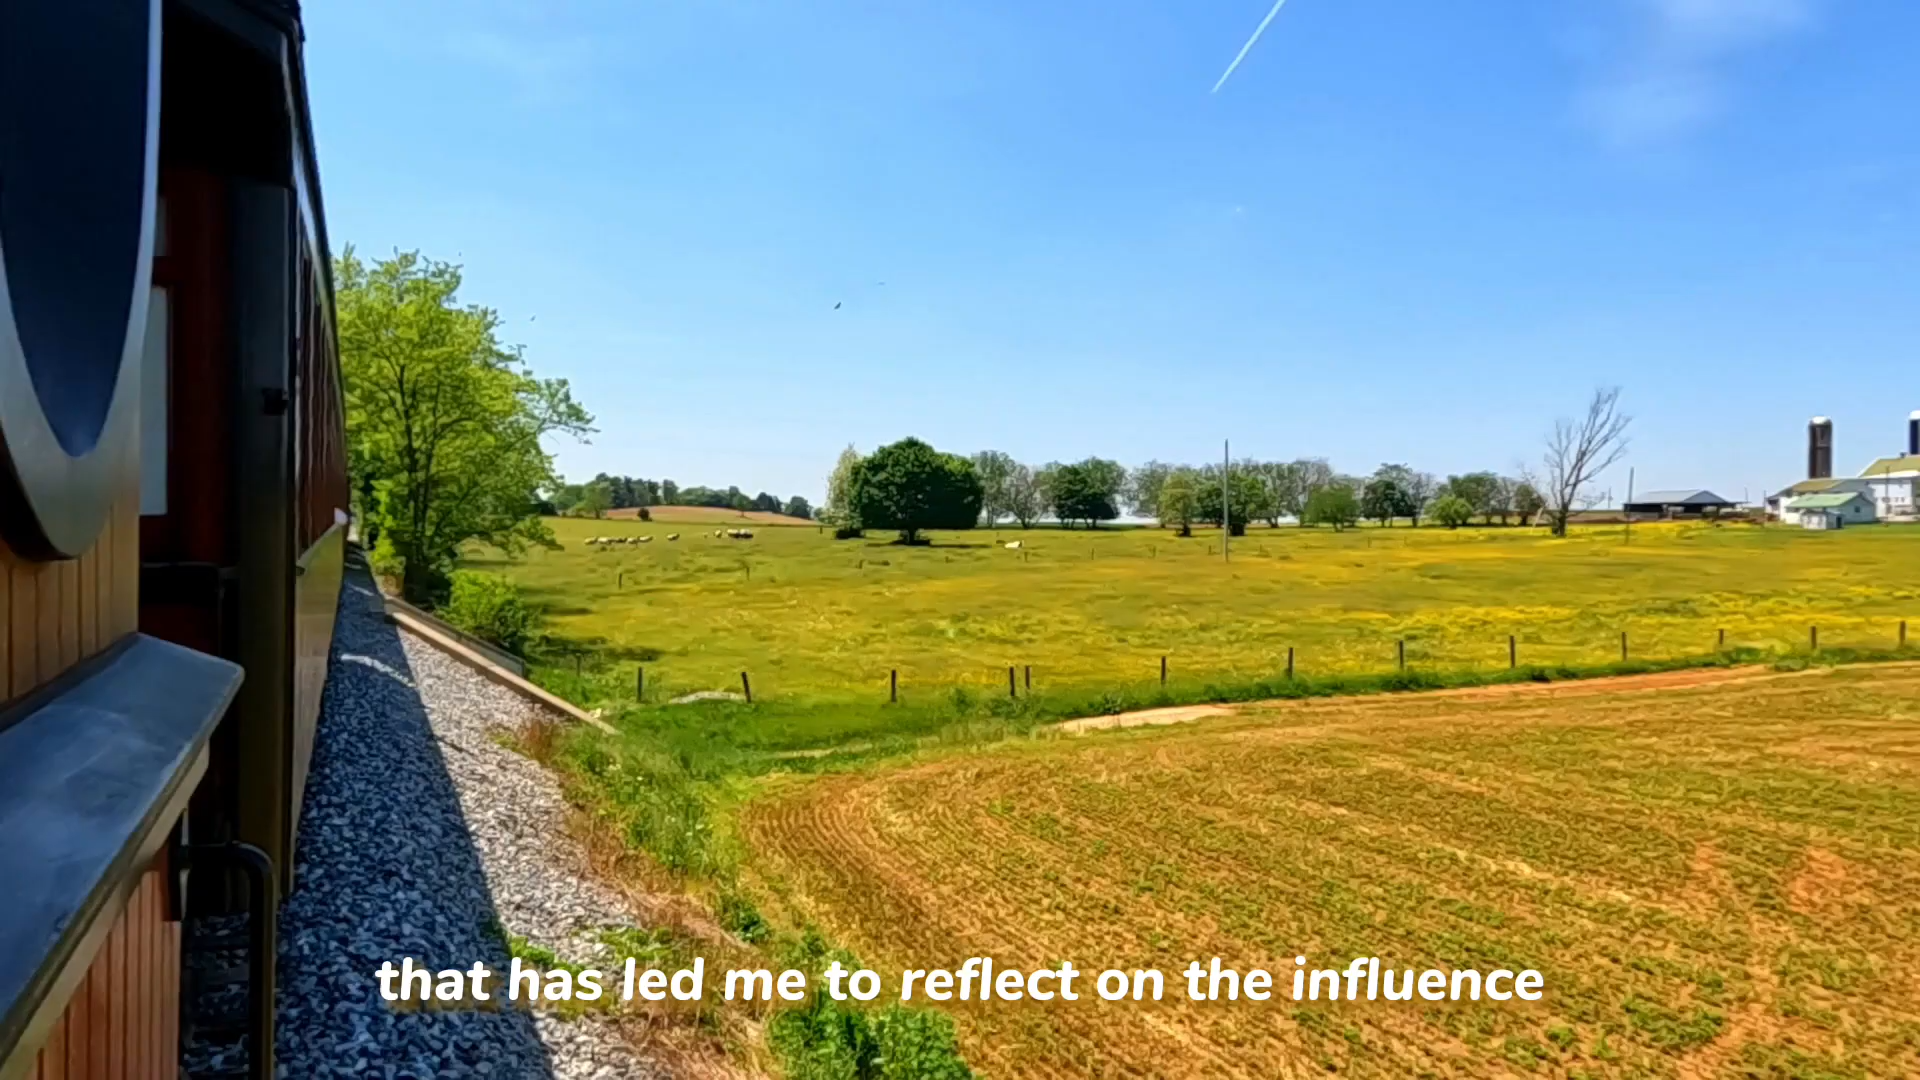 that has led me to reflect on the influence